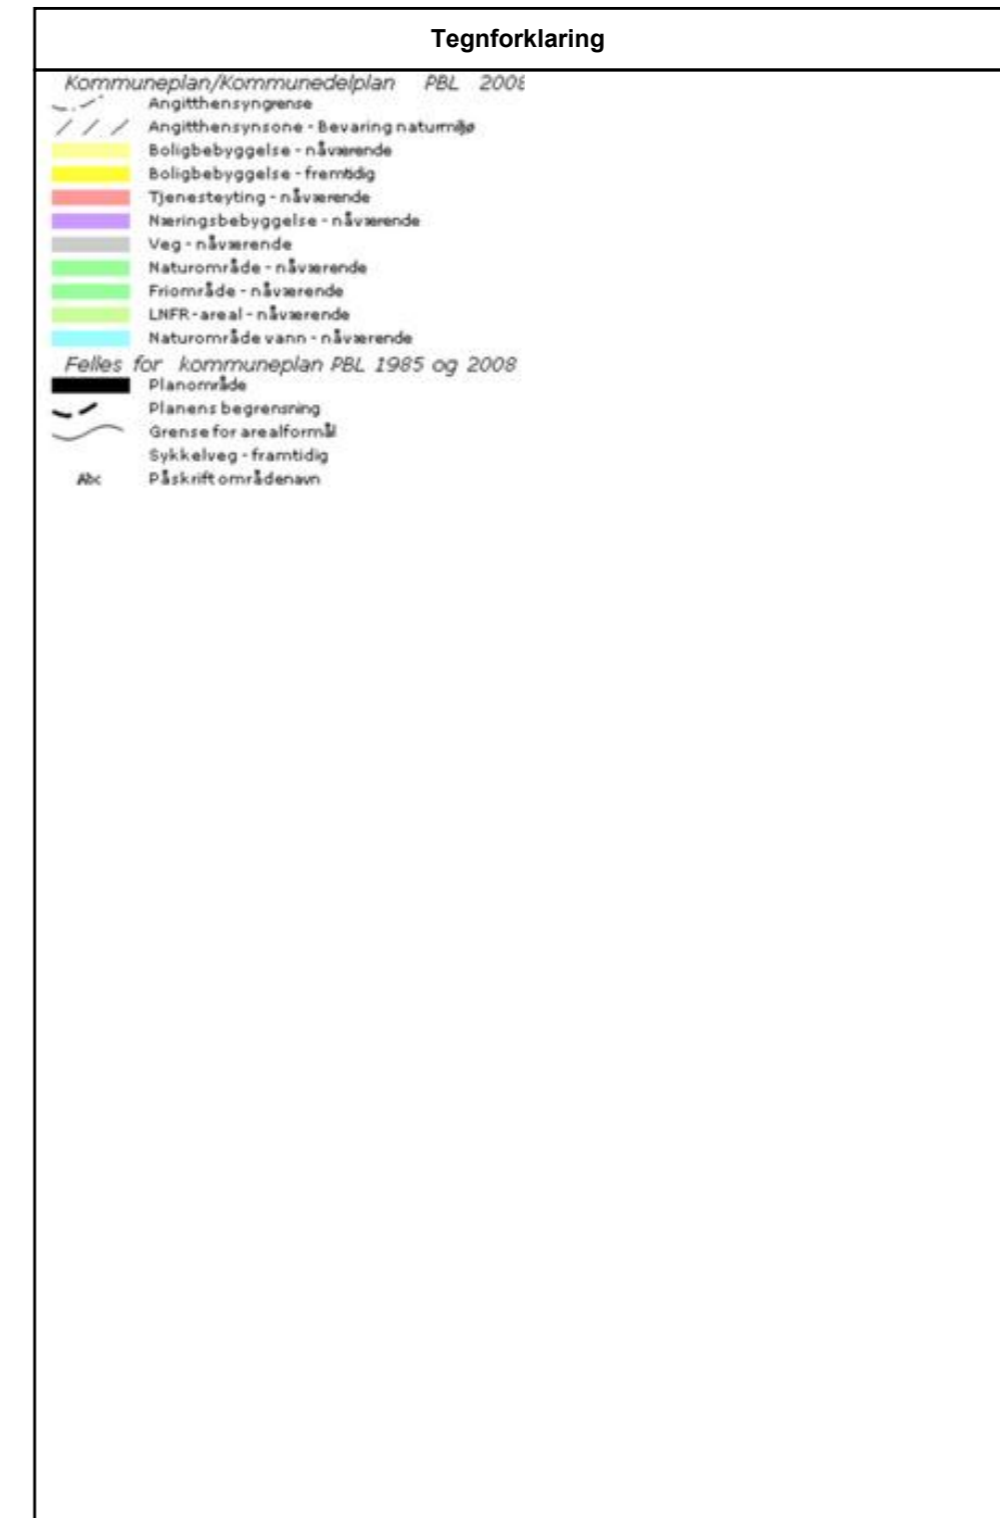 Tegnforklaring
Kommuneplan/Kommunedelplan PBL 2008
Angitthensyngrense
Angitthensynsone - Bevaring naturmiljø
Boligbebyggelse - nåværende
Boligbebyggelse - fremtidig
Tjenesteyting - nåværende
Næringsbebyggelse - nåværende
Veg - nåværende
Naturområde - nåværende
Friområde - nåværende
LNFR-areal - nåværende
Naturområde vann - nåværende
Felles for kommuneplan PBL 1985 og 2008
Planområde
Planens begrensning
Grense for arealformål
Sykkelveg - framtidig
Abc Påskrift områdenavn